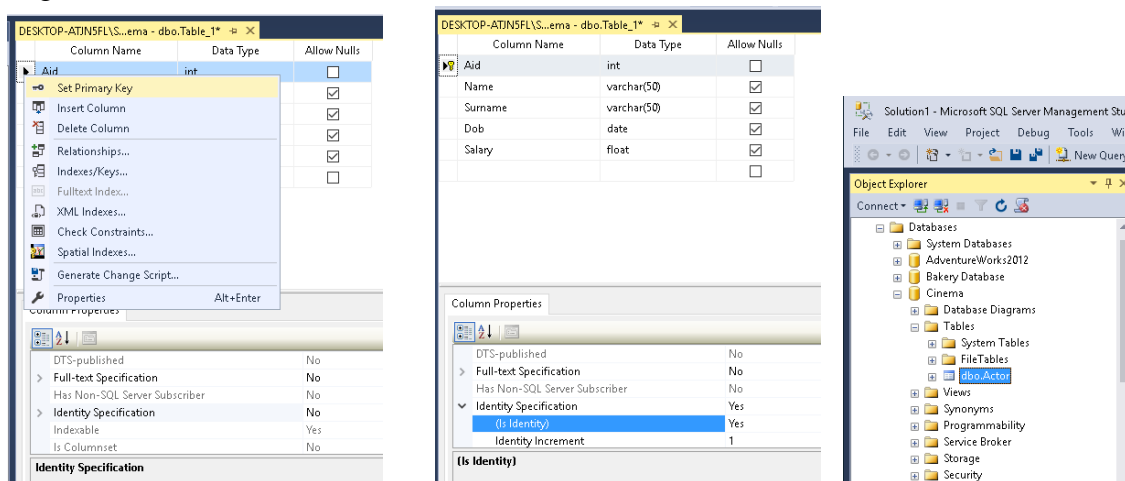 DESKTOP-ATJN5FL\S...ema - dbo.Table_1*
Column Name Data Type Allow Nulls
Aid int
Set Primary Key
Insert Column
Delete Column
Relationships...
Indexes/Keys...
Fulltext Index...
XML Indexes...
Check Constraints...
Spatial Indexes...
Generate Change Script...
Properties Alt+Enter
Column Properties
DTS-published No
Full-text Specification No
Has Non-SQL Server Subscriber No
Identity Specification No
Indexable Yes
Is Columnset No
Identity Specification
DESKTOP-ATJN5FL\S...ema - dbo.Table_1*
Column Name Data Type Allow Nulls
Aid int
Name varchar(50)
Surname varchar(50)
Dob date
Salary float
Column Properties
DTS-published No
Full-text Specification No
Has Non-SQL Server Subscriber No
Identity Specification Yes
(Is Identity) Yes
Identity Increment 1
(Is Identity)
Solution1 - Microsoft SQL Server Management Stu
File Edit View Project Debug Tools Wi
New Query
Object Explorer
Connect
Databases
System Databases
AdventureWorks2012
Bakery Database
Cinema
Database Diagrams
Tables
System Tables
FileTables
dbo.Actor
Views
Synonyms
Programmability
Service Broker
Storage
Security